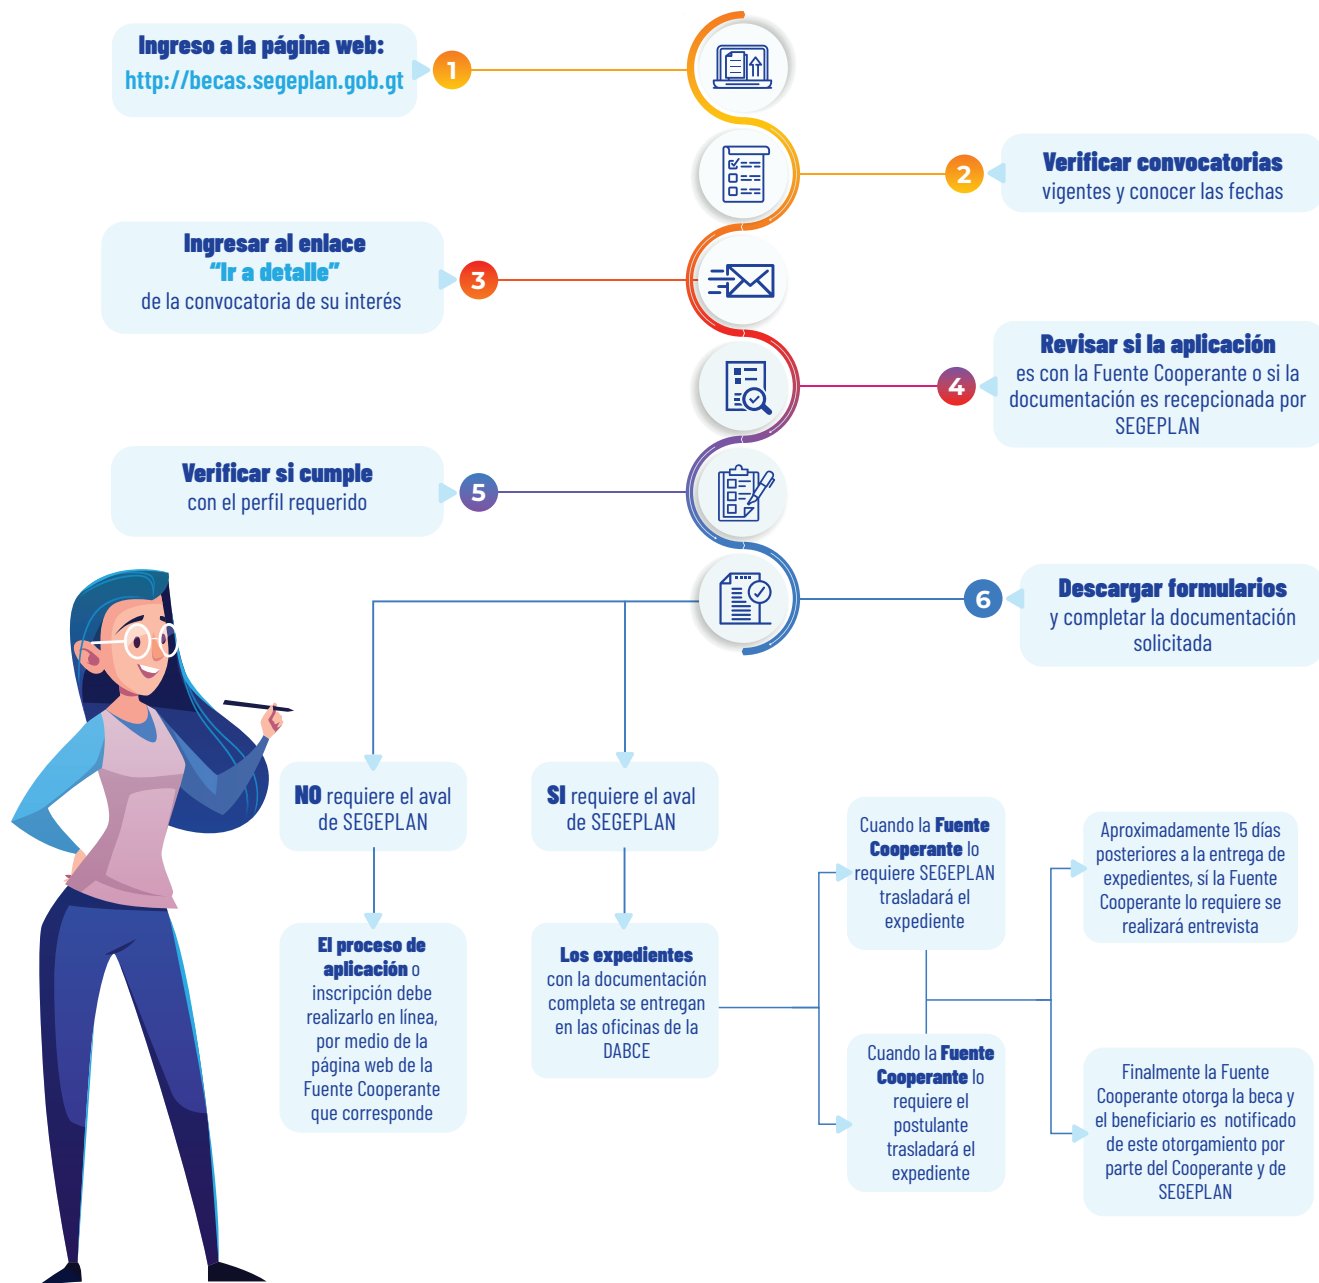 Ingreso a la página web:
http://becas.segeplan.gob.gt
1
2
Verificar convocatorias
vigentes y conocer las fechas
Ingresar al enlace
“Ir a detalle”
de la convocatoria de su interés
3
4
Revisar si la aplicación
es con la Fuente Cooperante o si la
documentación es recepcionada por
SEGEPLAN
Verificar si cumple
con el perfil requerido
5
6
Descargar formularios
y completar la documentación
solicitada
NO requiere el aval
de SEGEPLAN
SI requiere el aval
de SEGEPLAN
El proceso de
aplicación o
inscripción debe
realizarlo en línea,
por medio de la
página web de la
Fuente Cooperante
que corresponde
Los expedientes
con la documentación
completa se entregan
en las oficinas de la
DABCE
Cuando la Fuente
Cooperante lo
requiere SEGEPLAN
trasladará el
expediente
Cuando la Fuente
Cooperante lo
requiere el
postulante
trasladará el
expediente
Aproximadamente 15 días
posteriores a la entrega de
expedientes, sí la Fuente
Cooperante lo requiere se
realizará entrevista
Finalmente la Fuente
Cooperante otorga la beca y
el beneficiario es notificado
de este otorgamiento por
parte del Cooperante y de
SEGEPLAN